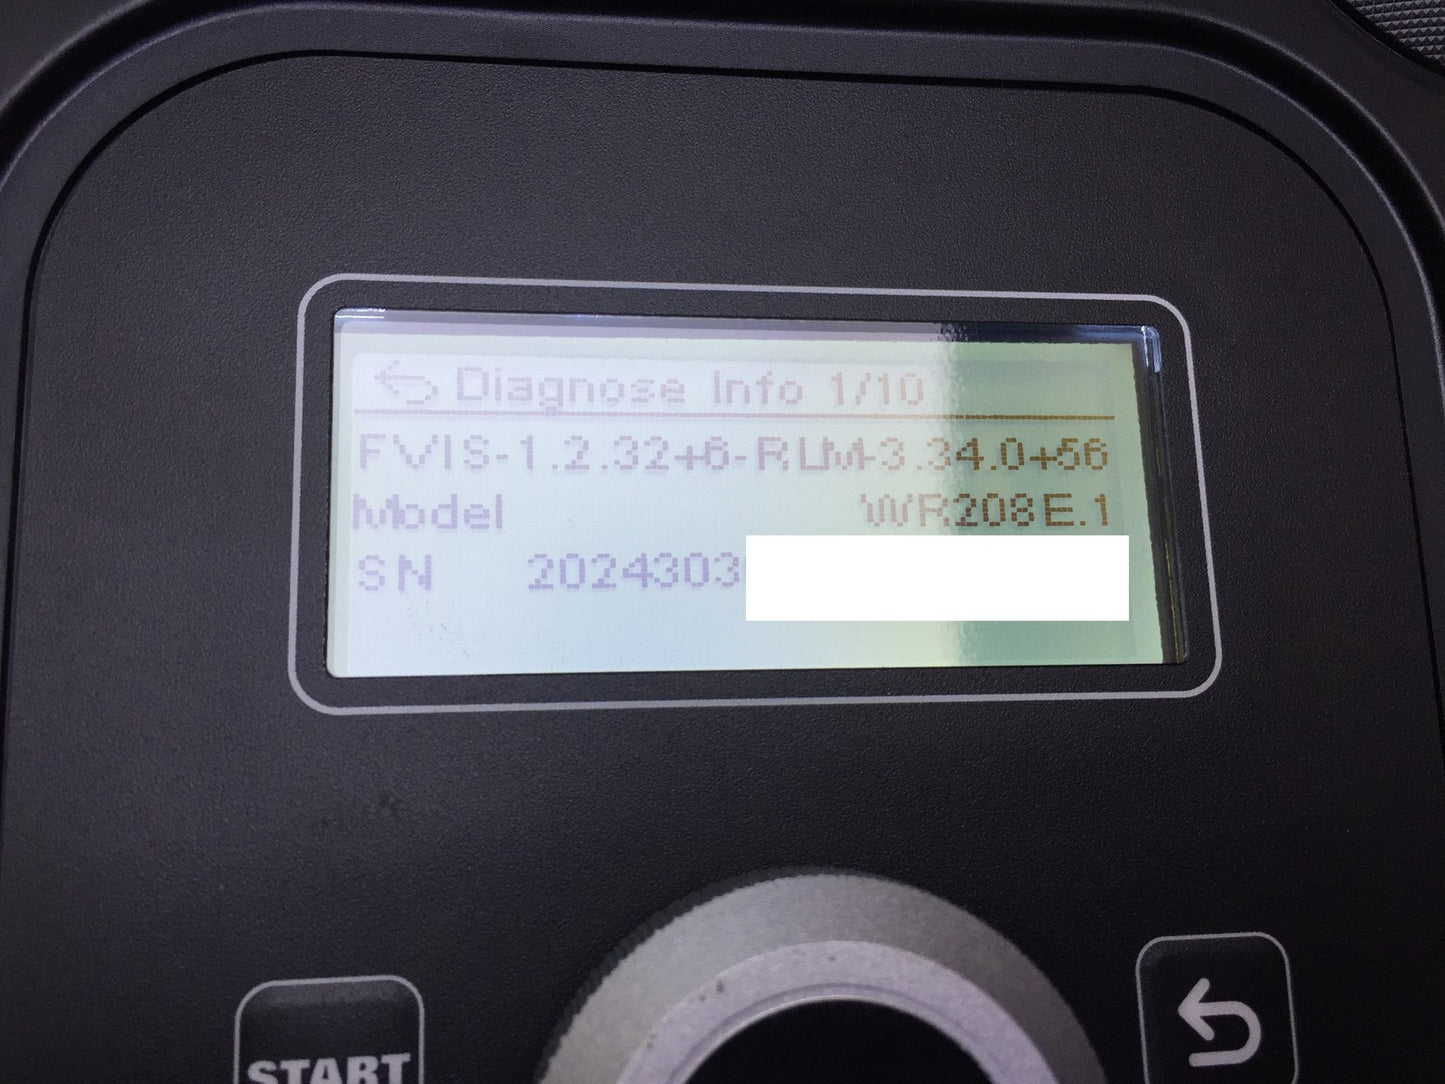 Diagnose Info 1/10
FVIS-1.2.32+6-RLM-3.34.0+56
Model WR208E.1
SN 2024303
START